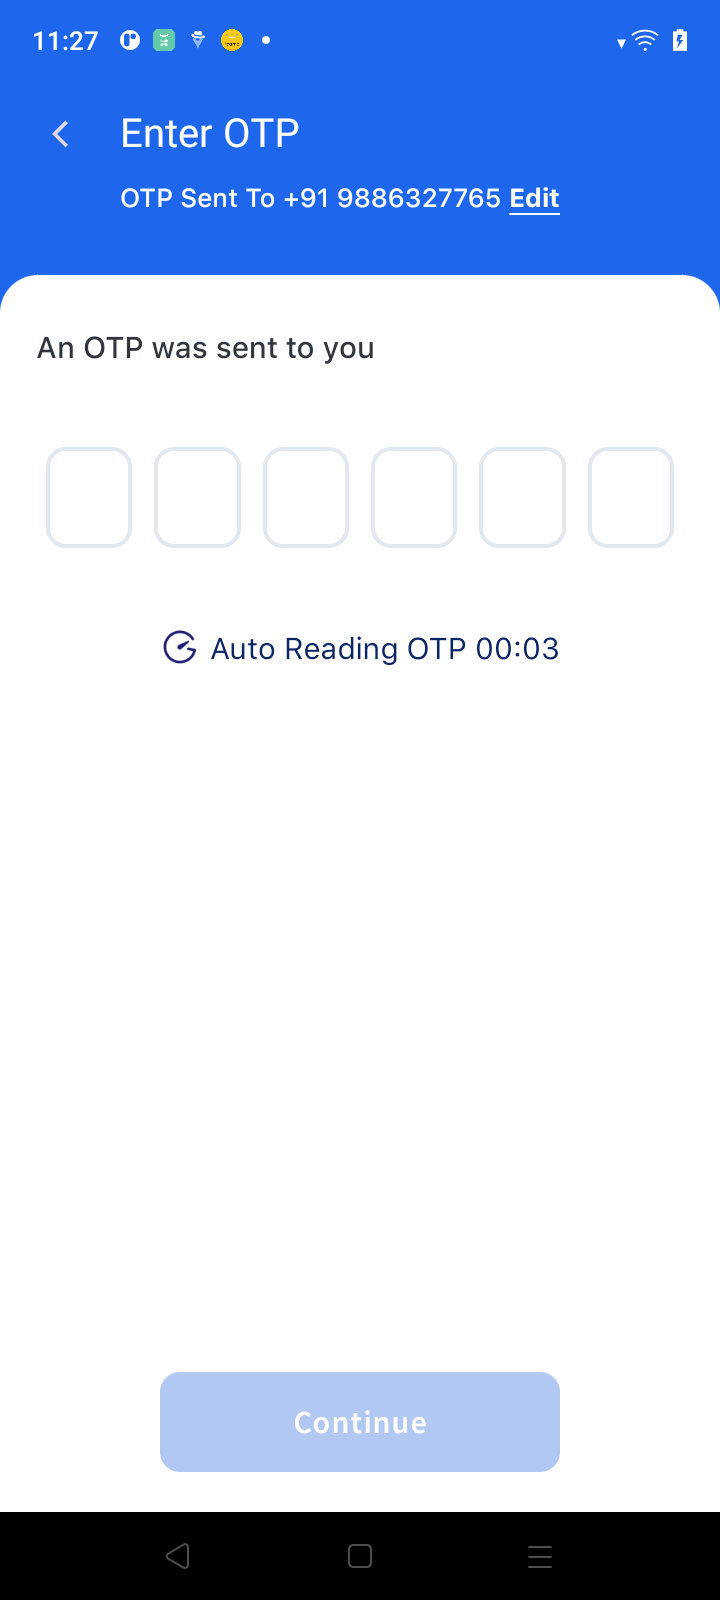 11:27
Enter OTP
OTP Sent To +91 9886327765 Edit
An OTP was sent to you
Auto Reading OTP 00:03
Continue